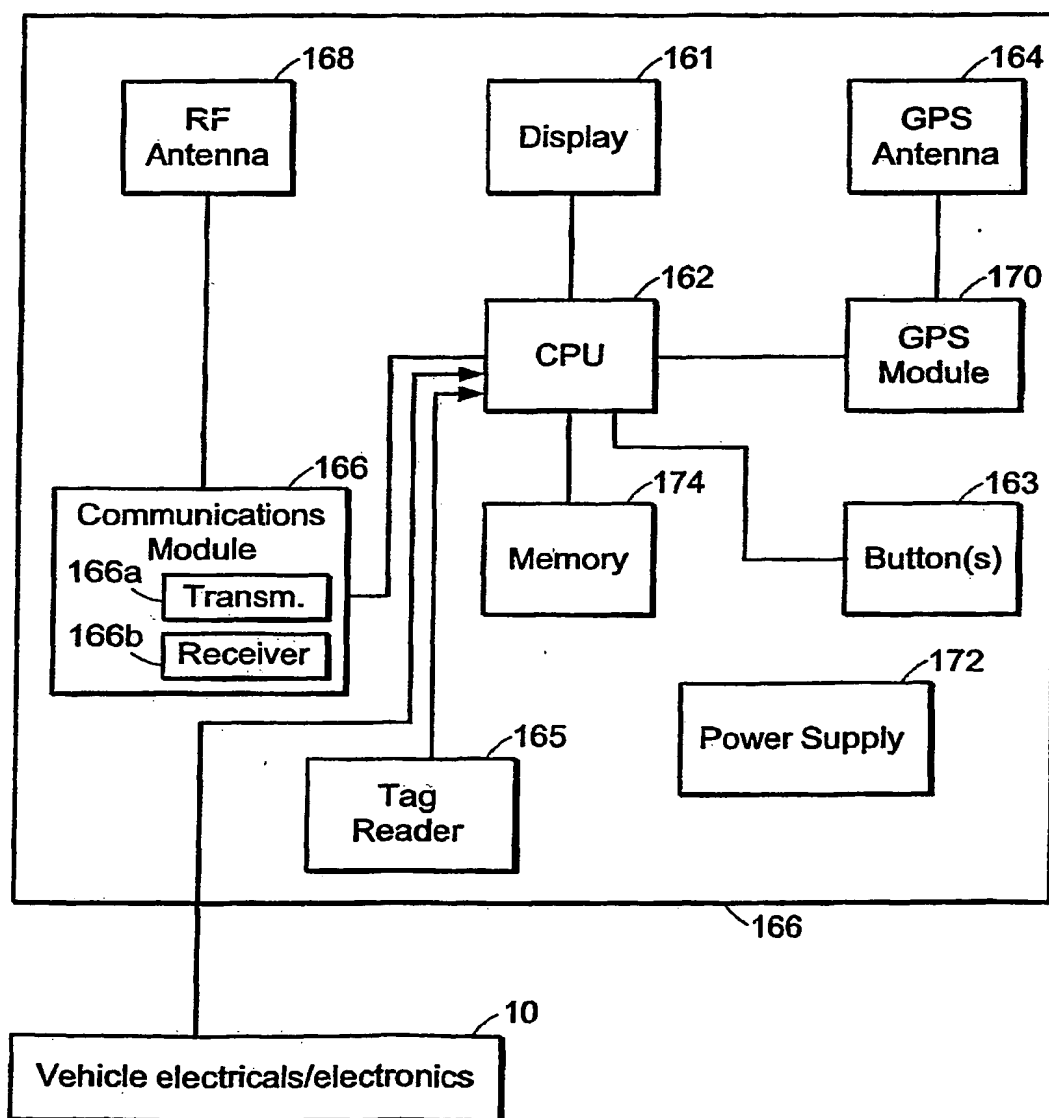 168
161
164
RF
Antenna
Display
GPS
Antenna
162
170
CPU
GPS
Module
166
174
163
Communications
Module
166a
Transm.
166b
Receiver
Memory
Button(s)
172
165
Power Supply
Tag
Reader
166
10
Vehicle electricals/electronics